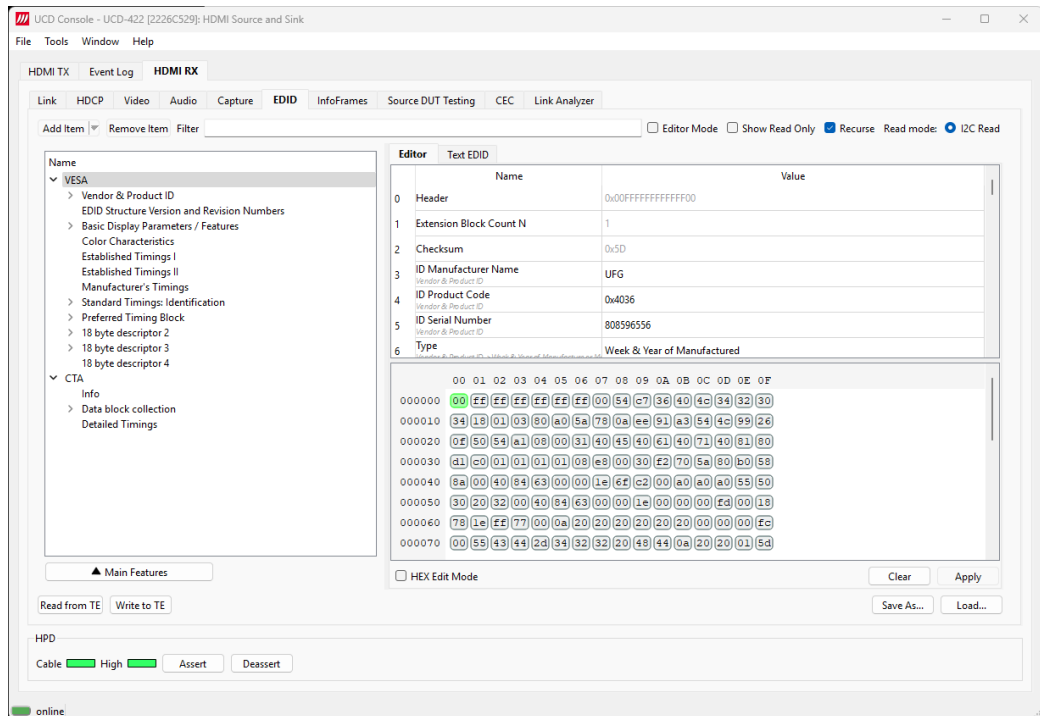 UCD Console - UCD-422 [2226C529]: HDMI Source and Sink
File Tools Window Help
HDMI TX Event Log HDMI RX
Link HDCP Video Audio Capture EDID InfoFrames Source DUT Testing CEC Link Analyzer
Add Item Remove Item Filter Editor Mode Show Read Only Recurse Read mode: I2C Read
Name
VESA
Vendor & Product ID
EDID Structure Version and Revision Numbers
Basic Display Parameters / Features
Color Characteristics
Established Timings I
Established Timings II
Manufacturer's Timings
Standard Timings: Identification
Preferred Timing Block
18 byte descriptor 2
18 byte descriptor 3
18 byte descriptor 4
CTA
Info
Data block collection
Detailed Timings
Main Features
Read from TE Write to TE
Editor Text EDID
Name Value
0 Header 0x00FFFFFFFFFFFF00
1 Extension Block Count N 1
2 Checksum 0x5D
3 ID Manufacturer Name UFG
Vendor & Product ID
4 ID Product Code 0x4036
Vendor & Product ID
5 ID Serial Number 808596556
Vendor & Product ID
6 Type Week & Year of Manufactured
00 01 02 03 04 05 06 07 08 09 0A 0B 0C 0D 0E 0F
000000 00 ff ff ff ff ff ff 00 54 c7 36 40 4c 34 32 30
000010 34 18 01 03 80 a0 5a 78 0a ee 91 a3 54 4c 99 26
000020 0f 50 54 a1 08 00 31 40 45 40 61 40 71 40 81 80
000030 d1 c0 01 01 01 01 08 e8 00 30 f2 70 5a 80 b0 58
000040 8a 00 40 84 63 00 00 1e 6f c2 00 a0 a0 a0 55 50
000050 30 20 32 00 40 84 63 00 00 1e 00 00 00 fd 00 18
000060 78 1e ff 77 00 0a 20 20 20 20 20 20 00 00 00 fc
000070 00 55 43 44 2d 34 32 32 20 48 44 0a 20 20 01 5d
HEX Edit Mode Clear Apply
Save As... Load...
HPD
Cable High Assert Deassert
online